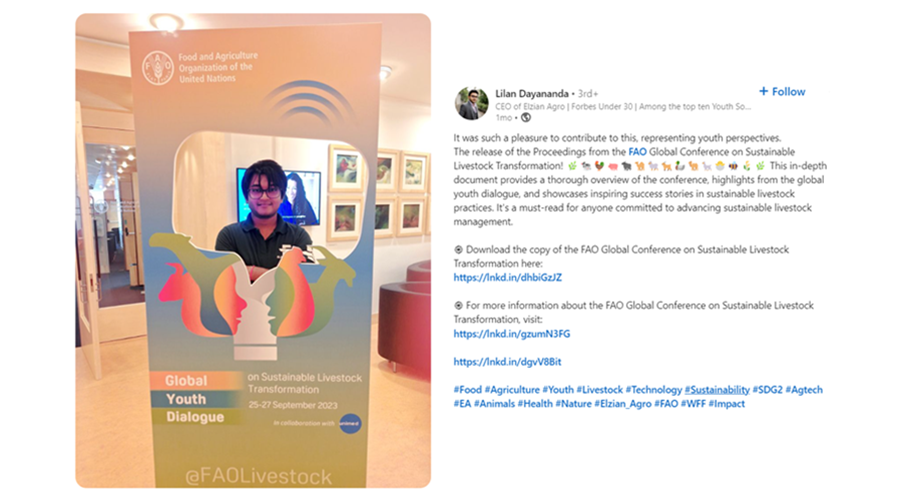 Food and Agriculture
Organization of the
United Nations
Global
Youth
Dialogue
on Sustainable Livestock
Transformation
25-27 September 2023
In collaboration with
@FAOLivestock
Lilan Dayananda • 3rd+
+ Follow
CEO of Elzian Agro | Forbes Under 30 | Among the top ten Youth So...
1mo •
It was such a pleasure to contribute to this, representing youth perspectives.
The release of the Proceedings from the FAO Global Conference on Sustainable
Livestock Transformation! This in-depth
document provides a thorough overview of the conference, highlights from the global
youth dialogue, and showcases inspiring success stories in sustainable livestock
practices. It's a must-read for anyone committed to advancing sustainable livestock
management.
Download the copy of the FAO Global Conference on Sustainable Livestock
Transformation here:
https://lnkd.in/dhbiGzJZ
For more information about the FAO Global Conference on Sustainable Livestock
Transformation, visit:
https://lnkd.in/gzumN3FG
https://lnkd.in/dgvV8Bit
#Food #Agriculture #Youth #Livestock #Technology #Sustainability #SDG2 #Agtech
#EA #Animals #Health #Nature #Elzian_Agro #FAO #WFF #Impact